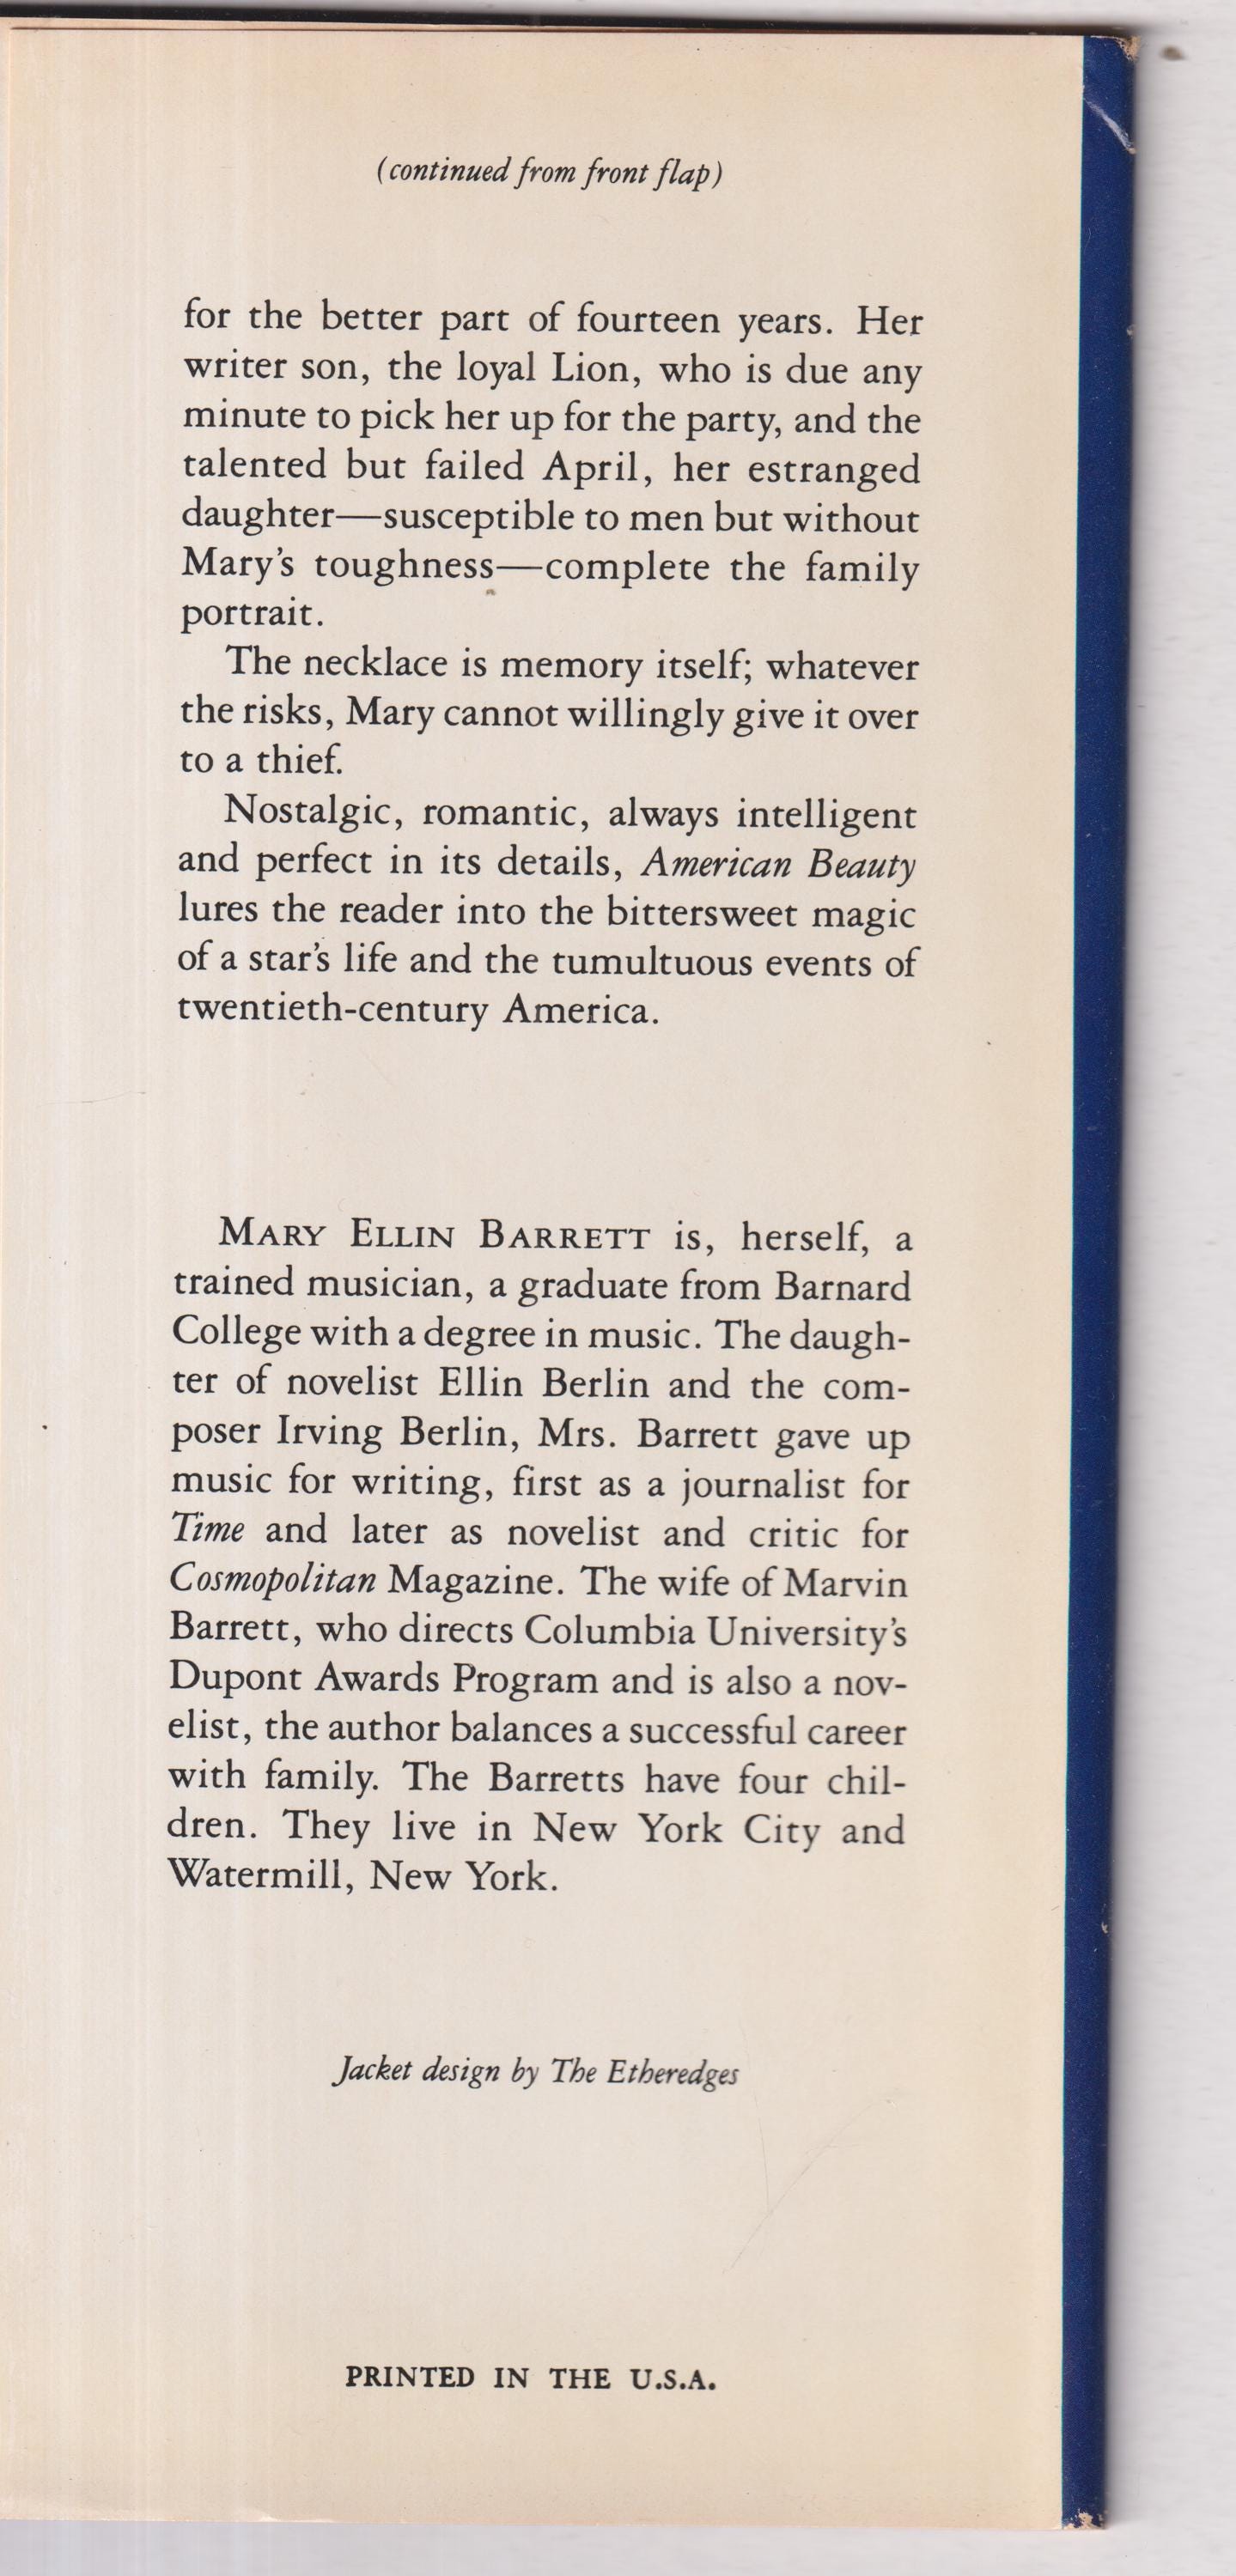 (continued from front flap)
for the better part of fourteen years. Her
writer son, the loyal Lion, who is due any
minute to pick her up for the party, and the
talented but failed April, her estranged
daughter—susceptible to men but without
Mary's toughness—complete the family
portrait.
The necklace is memory itself; whatever
the risks, Mary cannot willingly give it over
to a thief.
Nostalgic, romantic, always intelligent
and perfect in its details, American Beauty
lures the reader into the bittersweet magic
of a star's life and the tumultuous events of
twentieth-century America.
MARY ELLIN BARRETT is, herself, a
trained musician, a graduate from Barnard
College with a degree in music. The daugh-
ter of novelist Ellin Berlin and the com-
poser Irving Berlin, Mrs. Barrett gave up
music for writing, first as a journalist for
Time and later as novelist and critic for
Cosmopolitan Magazine. The wife of Marvin
Barrett, who directs Columbia University's
Dupont Awards Program and is also a nov-
elist, the author balances a successful career
with family. The Barretts have four chil-
dren. They live in New York City and
Watermill, New York.
Jacket design by The Etheredges
PRINTED IN THE U.S.A.